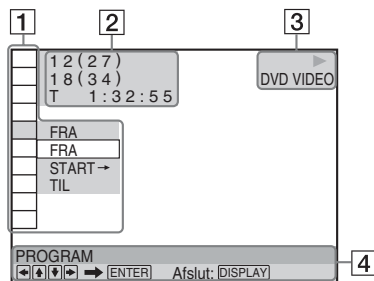 1
2
3
12(27)
18(34)
T 1:32:55
DVD VIDEO
FRA
FRA
START→
TIL
PROGRAM
ENTER Afslut: DISPLAY
4